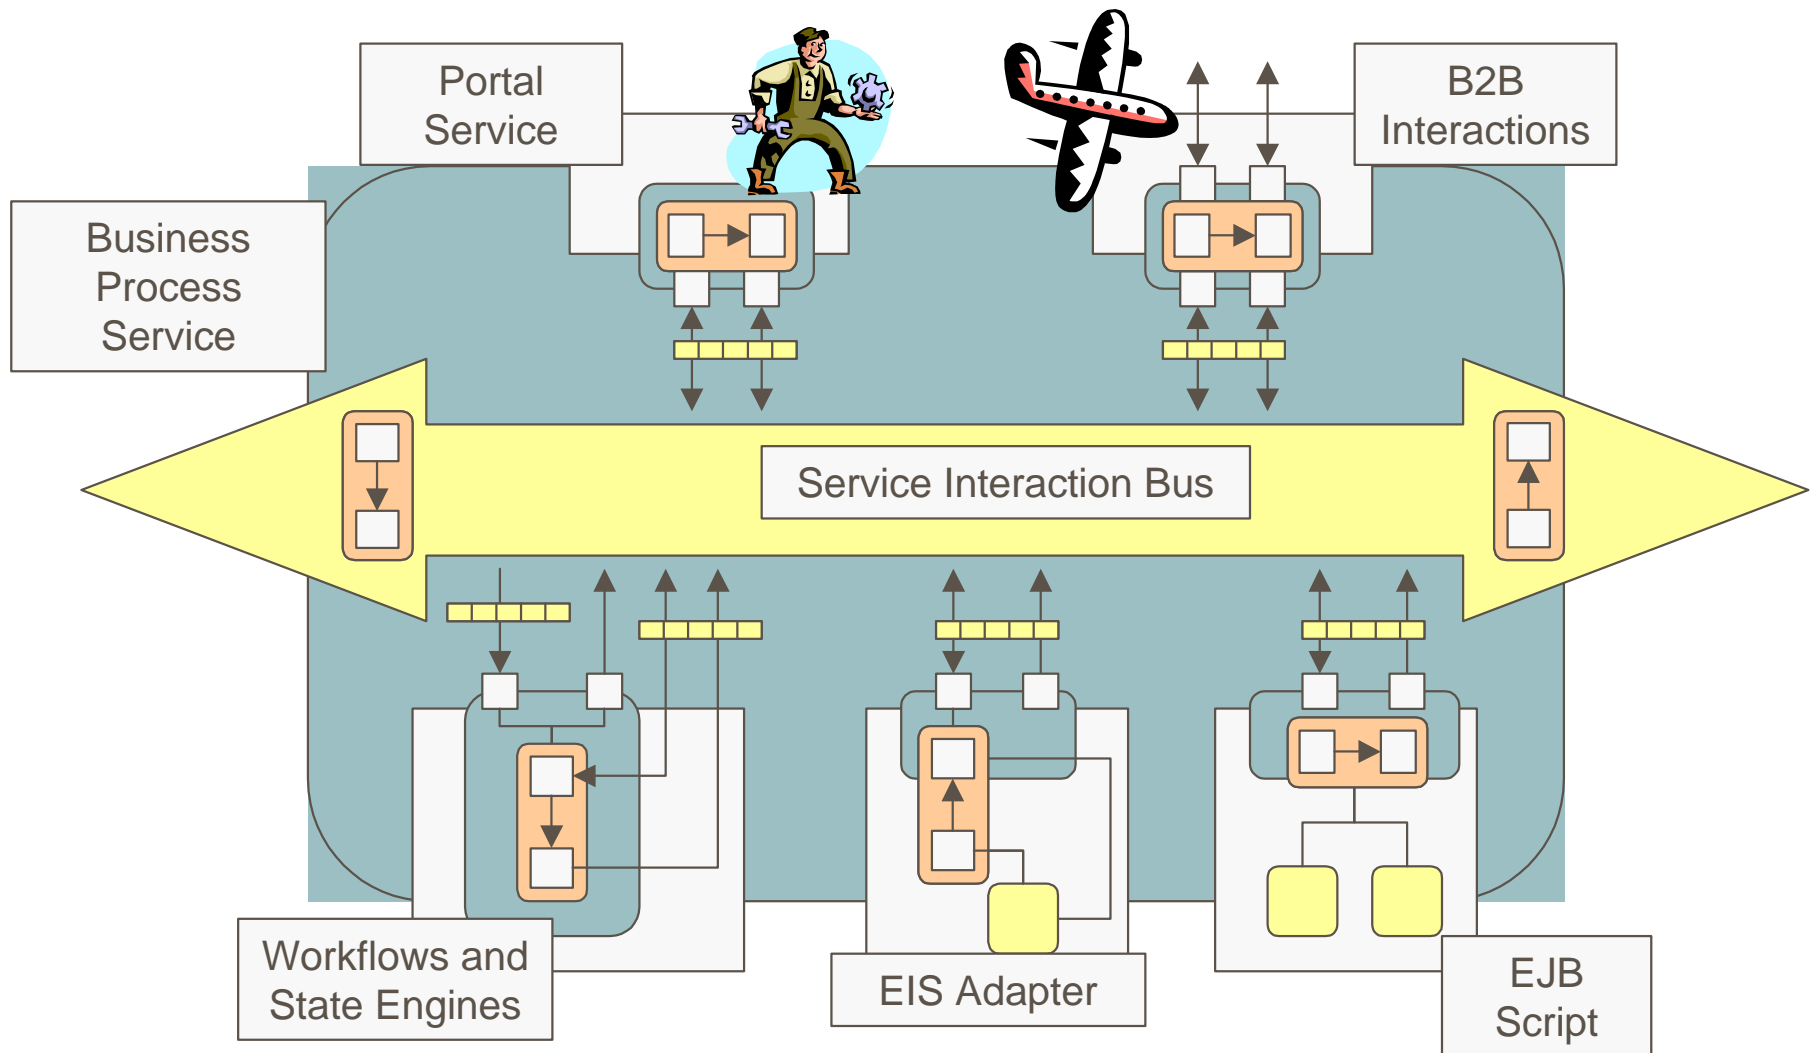 Portal
Service
B2B
Interactions
Business
Process
Service
Service Interaction Bus
Workflows and
State Engines
EIS Adapter
EJB
Script